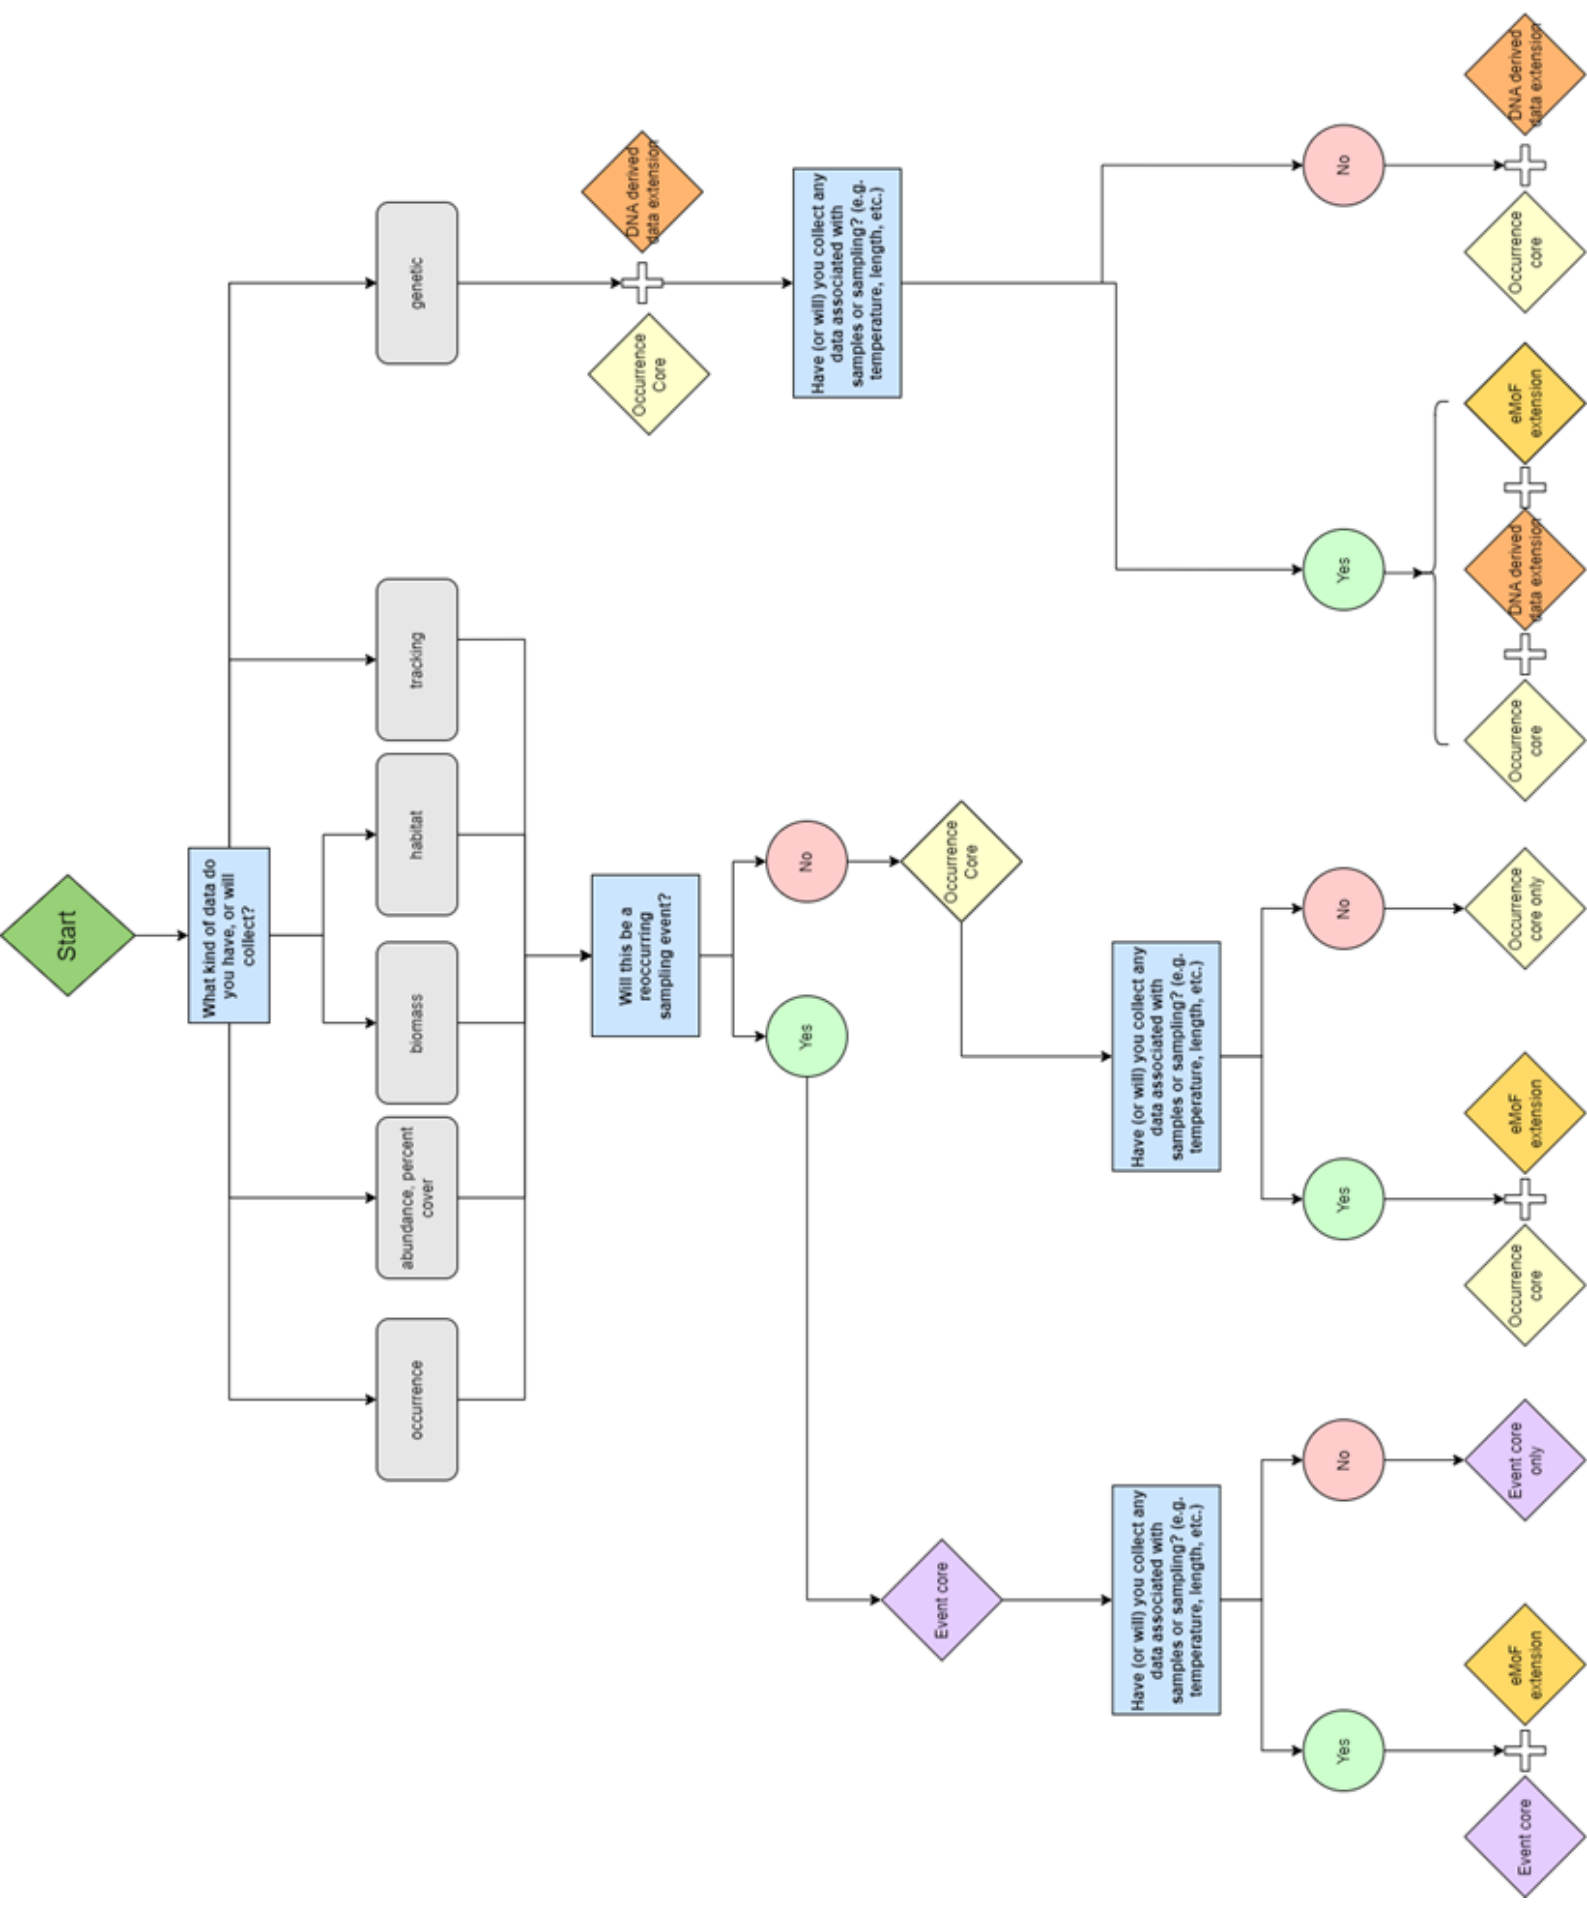 Start
What kind of data do
you have, or will
collect?
occurrence
abundance, percent
cover
biomass
habitat
tracking
genetic
Will this be a
reoccurring
sampling event?
Occurrence
Core
DNA derived
data extension
Yes
No
Have (or will) you collect any
data associated with
samples or sampling? (e.g.
temperature, length, etc.)
Event core
Occurrence
Core
Have (or will) you collect any
data associated with
samples or sampling? (e.g.
temperature, length, etc.)
Have (or will) you collect any
data associated with
samples or sampling? (e.g.
temperature, length, etc.)
Yes
No
Yes
No
Yes
No
Event core
eMoF
extension
Event core
only
Occurrence
core
eMoF
extension
Occurrence
core only
Occurrence
core
DNA derived
data extension
eMoF
extension
Occurrence
core
DNA derived
data extension